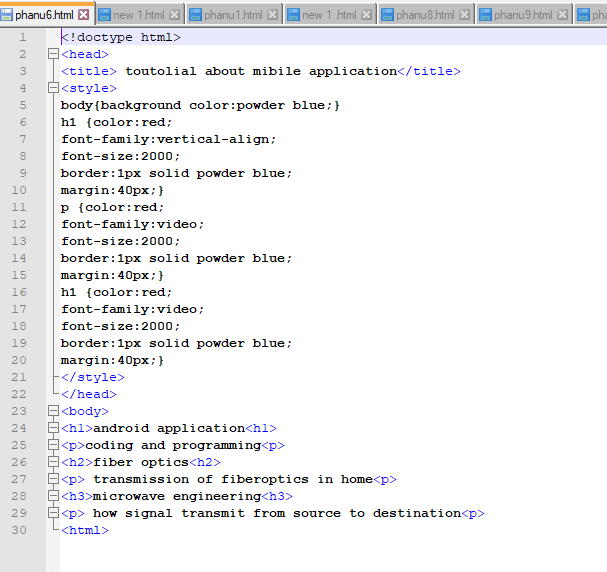 phanu6.html new 1.html phanu1.html new 1 .html phanu8.html phanu9.html pha
1 <!doctype html>
2 <head>
3 <title> toutolial about mibile application</title>
4 <style>
5 body{background color:powder blue;}
6 h1 {color:red;
7 font-family:vertical-align;
8 font-size:2000;
9 border:1px solid powder blue;
10 margin:40px;}
11 p {color:red;
12 font-family:video;
13 font-size:2000;
14 border:1px solid powder blue;
15 margin:40px;}
16 h1 {color:red;
17 font-family:video;
18 font-size:2000;
19 border:1px solid powder blue;
20 margin:40px;}
21 </style>
22 </head>
23 <body>
24 <h1>android application<h1>
25 <p>coding and programming<p>
26 <h2>fiber optics<h2>
27 <p> transmission of fiberoptics in home<p>
28 <h3>microwave engineering<h3>
29 <p> how signal transmit from source to destination<p>
30 <html>